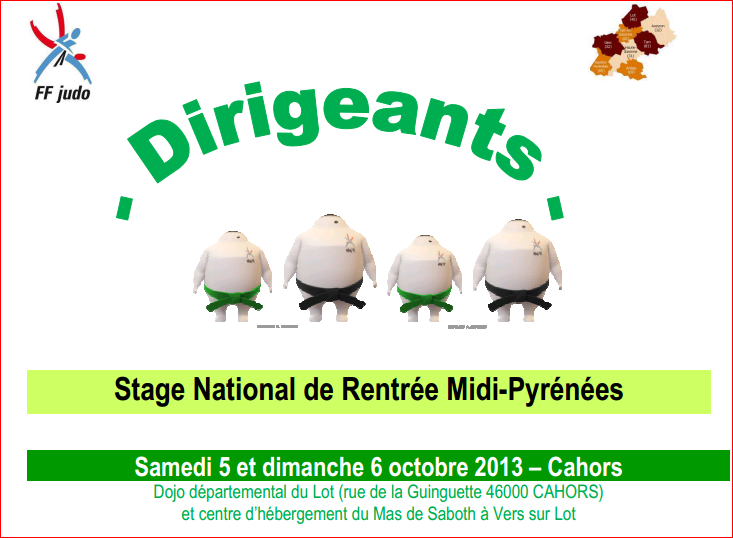 FF judo
- Dirigeants -
Stage National de Rentrée Midi-Pyrénées
Samedi 5 et dimanche 6 octobre 2013 – Cahors
Dojo départemental du Lot (rue de la Guinguette 46000 CAHORS)
et centre d’hébergement du Mas de Saboth à Vers sur Lot